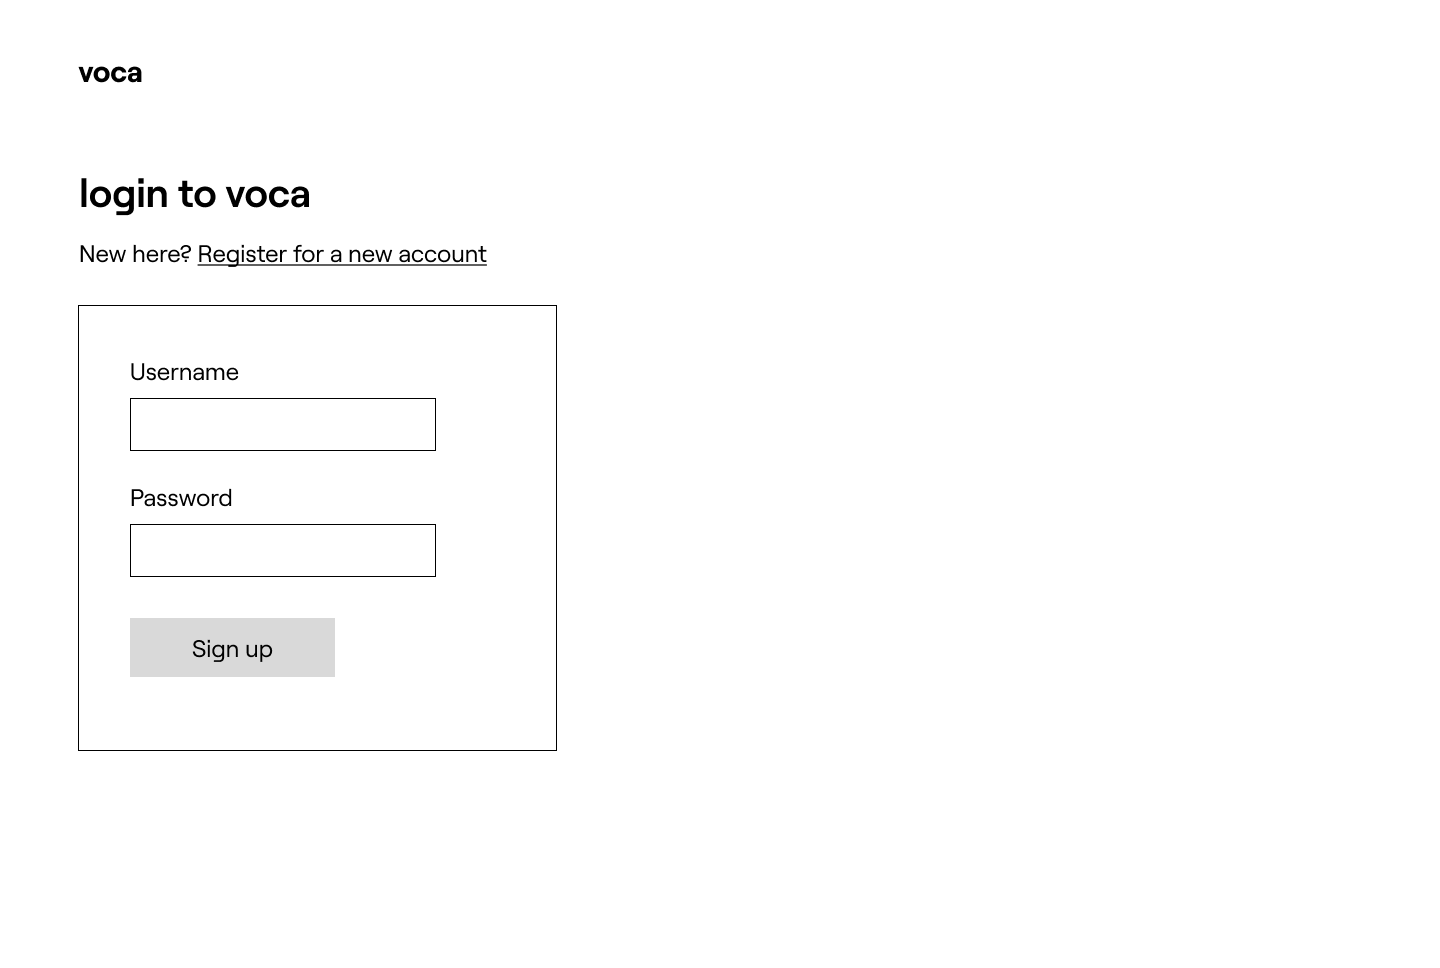 voca
login to voca
New here? Register for a new account
Username
Password
Sign up